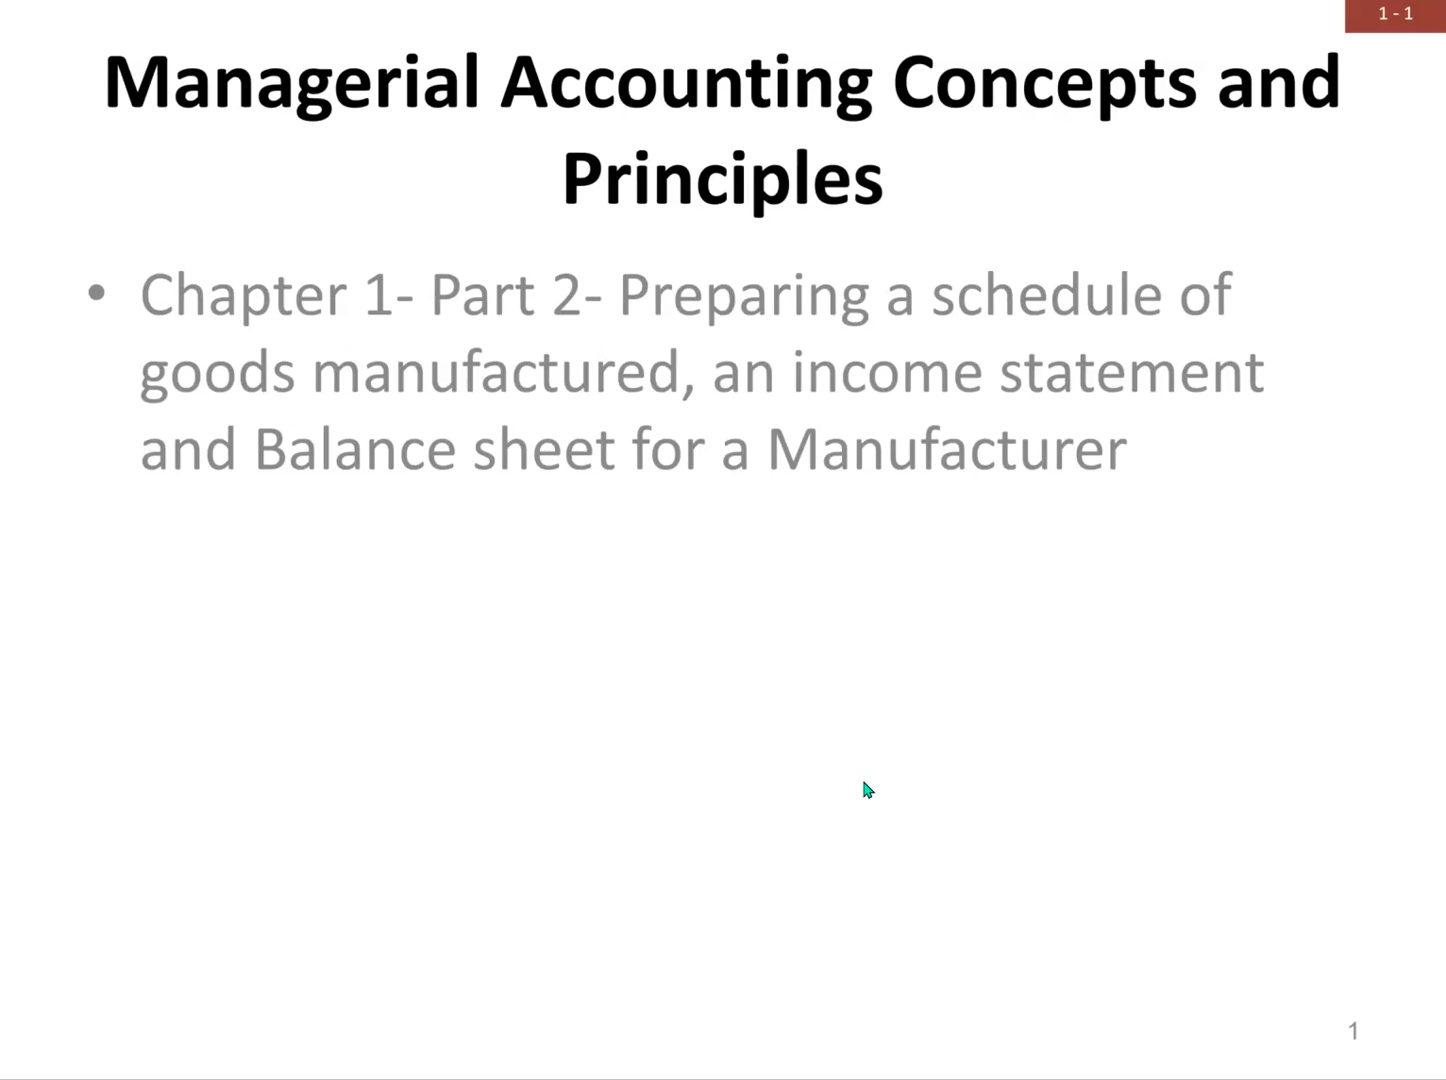 1 - 1
Managerial Accounting Concepts and
Principles
• Chapter 1- Part 2- Preparing a schedule of
goods manufactured, an income statement
and Balance sheet for a Manufacturer
1